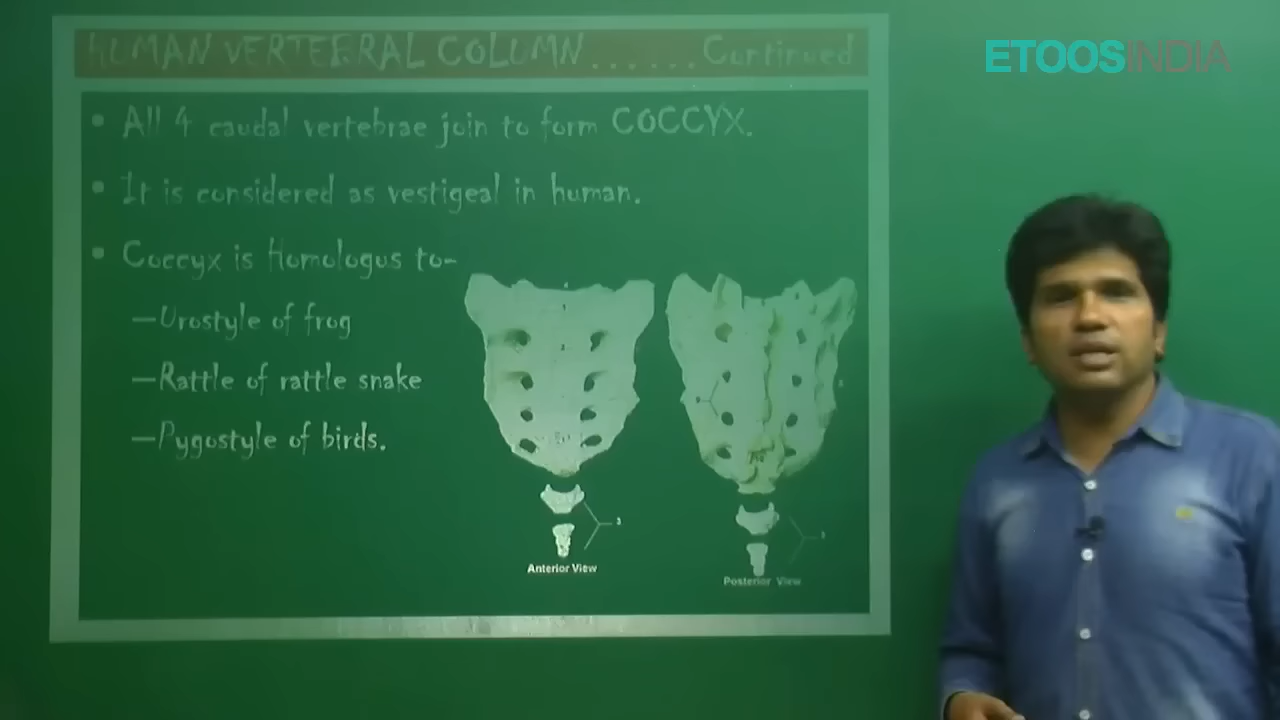 HUMAN VERTEBRAL COLUMN......Continued
ETOOSINDIA
• All 4 caudal vertebrae join to form COCCYX.
• It is considered as vestigeal in human.
• Coccyx is Homologus to-
–Urostyle of frog
–Rattle of rattle snake
–Pygostyle of birds.
3
Anterior View
Posterior View